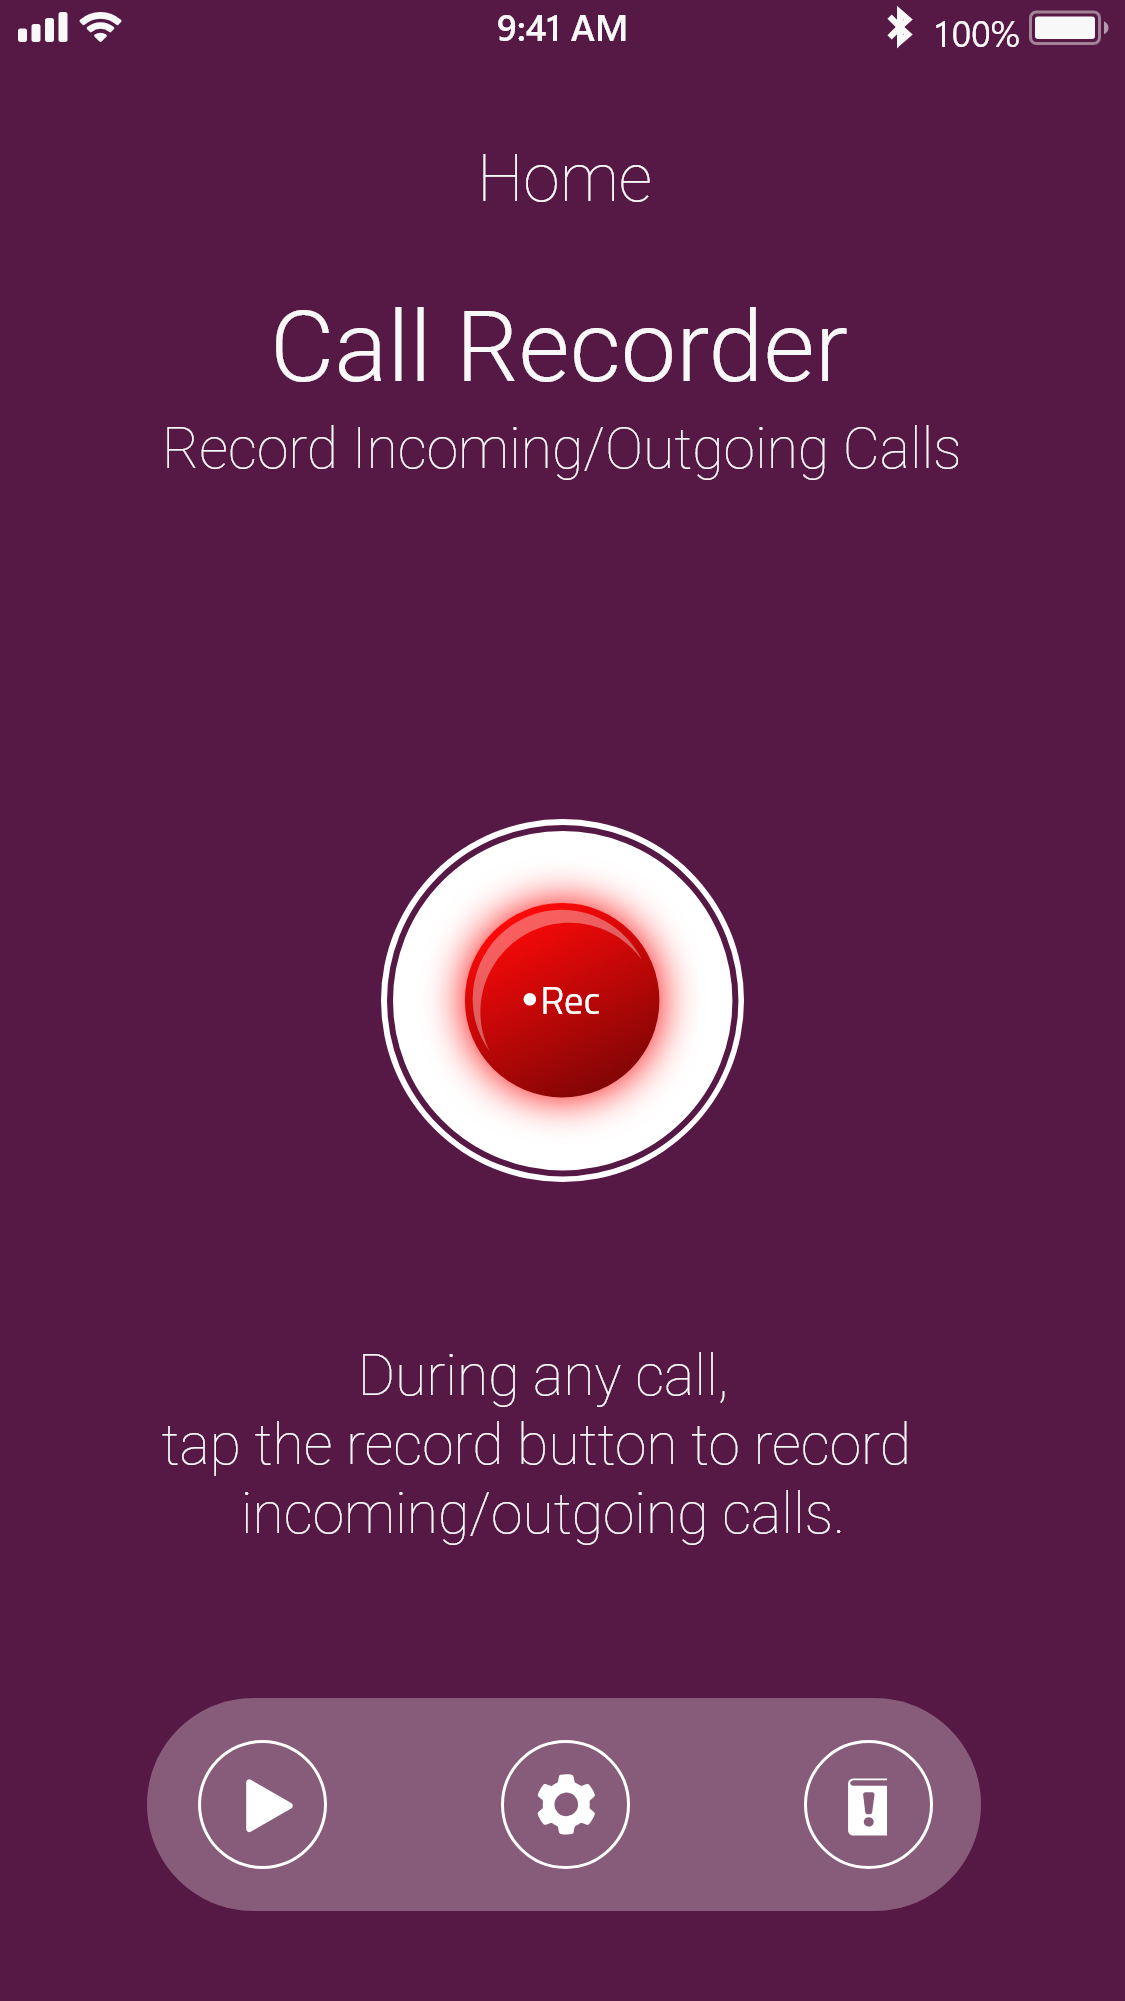 9:41 AM
100%
Home
Call Recorder
Record Incoming/Outgoing Calls
•Rec
During any call,
tap the record button to record
incoming/outgoing calls.